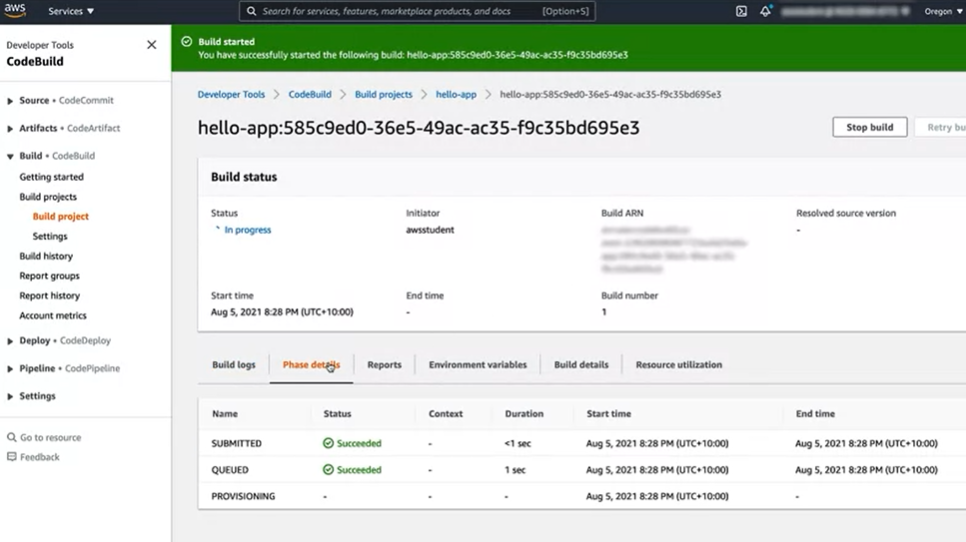 aws
Services ▼
Search for services, features, marketplace products, and docs [Option+S]
Oregon ▼
Developer Tools
CodeBuild
Source • CodeCommit
Artifacts • CodeArtifact
Build • CodeBuild
Getting started
Build projects
Build project
Settings
Build history
Report groups
Report history
Account metrics
Deploy • CodeDeploy
Pipeline • CodePipeline
Settings
Go to resource
Feedback
Build started
You have successfully started the following build: hello-app:585c9ed0-36e5-49ac-ac35-f9c35bd695e3
Developer Tools > CodeBuild > Build projects > hello-app > hello-app:585c9ed0-36e5-49ac-ac35-f9c35bd695e3
hello-app:585c9ed0-36e5-49ac-ac35-f9c35bd695e3
Stop build Retry bu
Build status
Status Initiator Build ARN Resolved source version
In progress awsstudent -
Start time End time Build number
Aug 5, 2021 8:28 PM (UTC+10:00) - 1
Build logs Phase details Reports Environment variables Build details Resource utilization
Name Status Context Duration Start time End time
SUBMITTED Succeeded - <1 sec Aug 5, 2021 8:28 PM (UTC+10:00) Aug 5, 2021 8:28 PM (UTC+10:00)
QUEUED Succeeded - 1 sec Aug 5, 2021 8:28 PM (UTC+10:00) Aug 5, 2021 8:28 PM (UTC+10:00)
PROVISIONING - - - Aug 5, 2021 8:28 PM (UTC+10:00) -